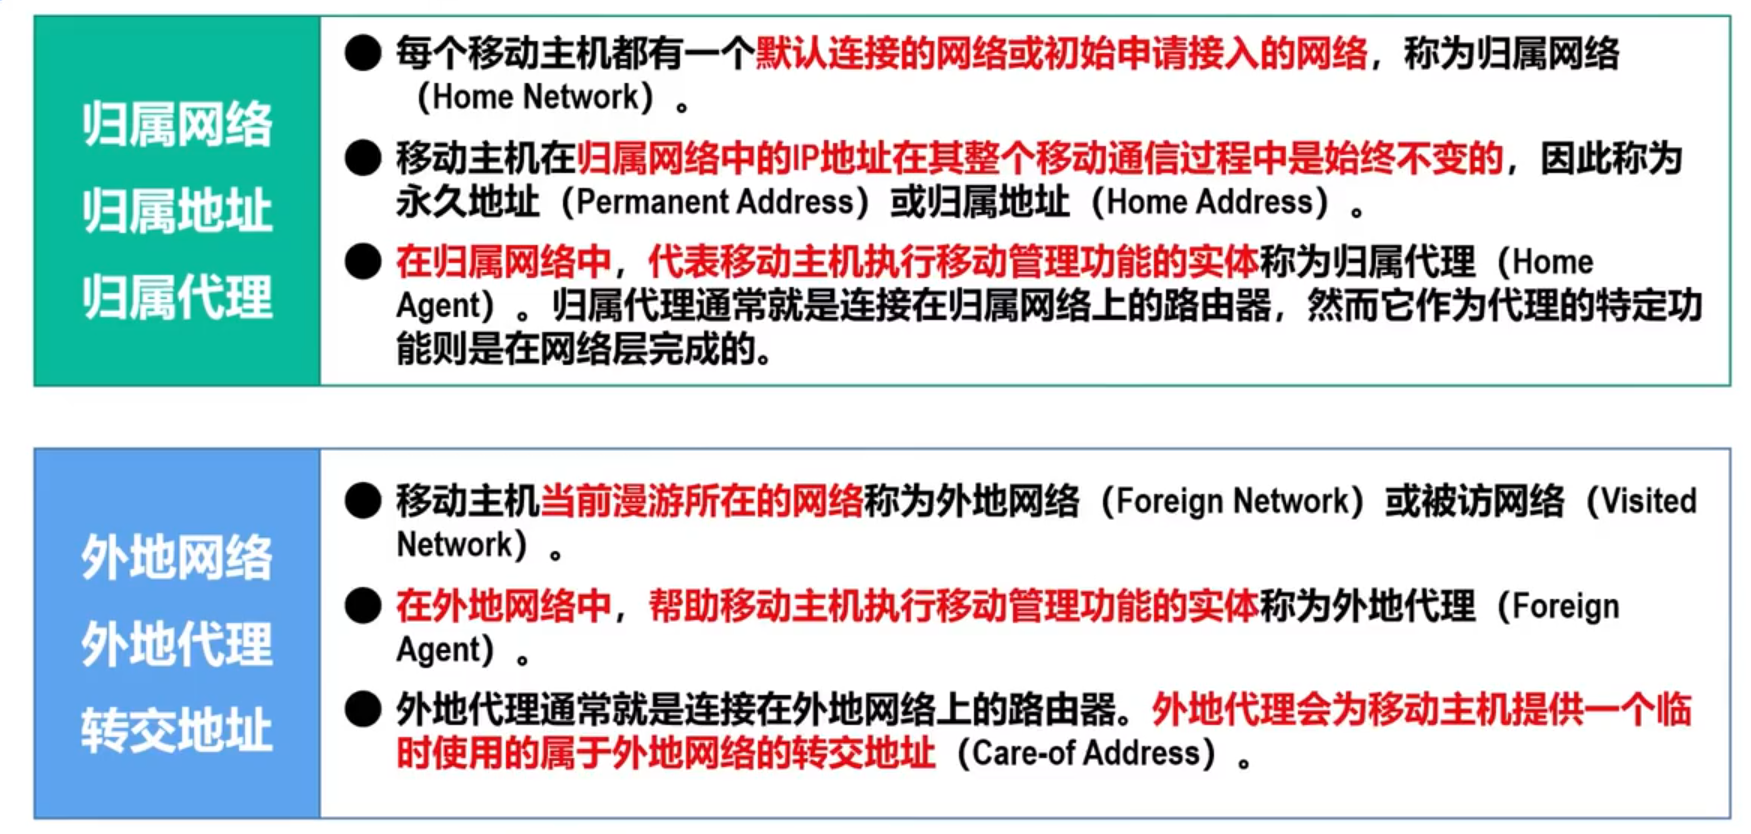 归属网络
归属地址
归属代理
● 每个移动主机都有一个默认连接的网络或初始申请接入的网络，称为归属网络
（Home Network）。
● 移动主机在归属网络中的IP地址在其整个移动通信过程中是始终不变的，因此称为
永久地址（Permanent Address）或归属地址（Home Address）。
● 在归属网络中，代表移动主机执行移动管理功能的实体称为归属代理（Home
Agent）。归属代理通常就是连接在归属网络上的路由器，然而它作为代理的特定功
能则是在网络层完成的。
外地网络
外地代理
转交地址
● 移动主机当前漫游所在的网络称为外地网络（Foreign Network）或被访网络（Visited
Network）。
● 在外地网络中，帮助移动主机执行移动管理功能的实体称为外地代理（Foreign
Agent）。
● 外地代理通常就是连接在外地网络上的路由器。外地代理会为移动主机提供一个临
时使用的属于外地网络的转交地址（Care-of Address）。